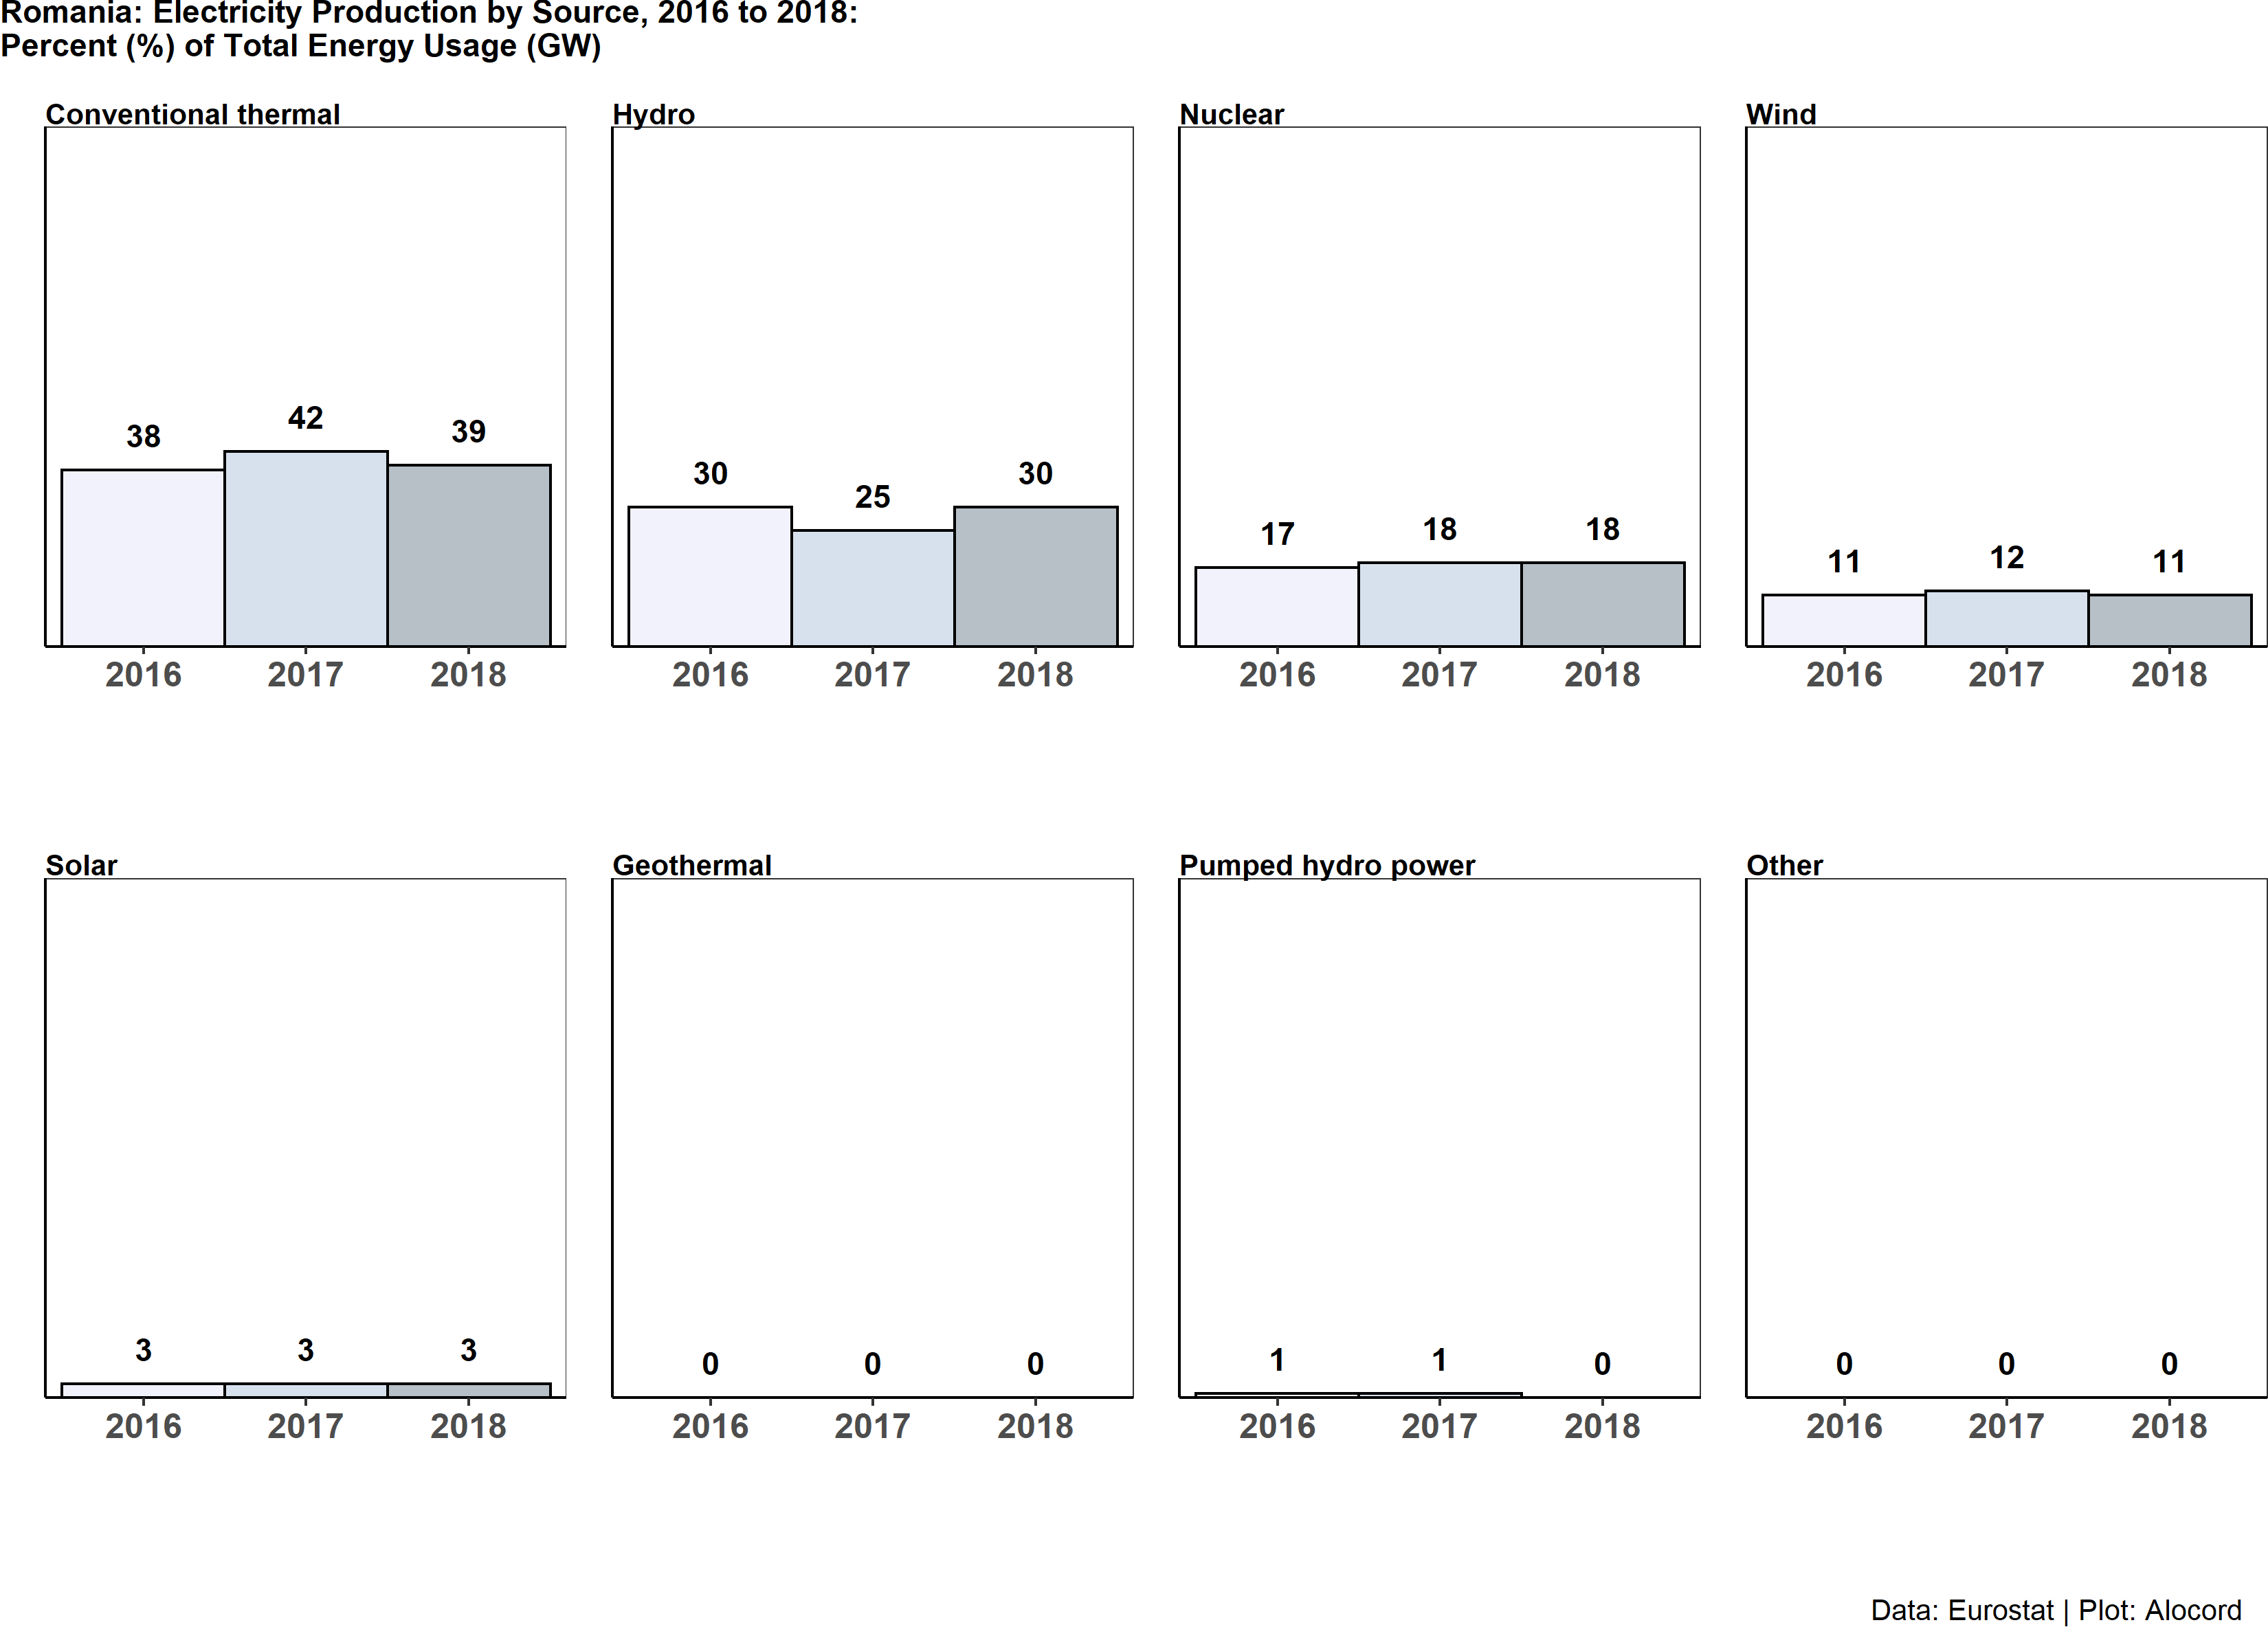 Romania: Electricity Production by Source, 2016 to 2018:
Percent (%) of Total Energy Usage (GW)
Conventional thermal
38
42
39
2016 2017 2018
Hydro
30
25
30
2016 2017 2018
Nuclear
17
18
18
2016 2017 2018
Wind
11
12
11
2016 2017 2018
Solar
3 3 3
2016 2017 2018
Geothermal
0 0 0
2016 2017 2018
Pumped hydro power
1 1 0
2016 2017 2018
Other
0 0 0
2016 2017 2018
Data: Eurostat | Plot: Alocord